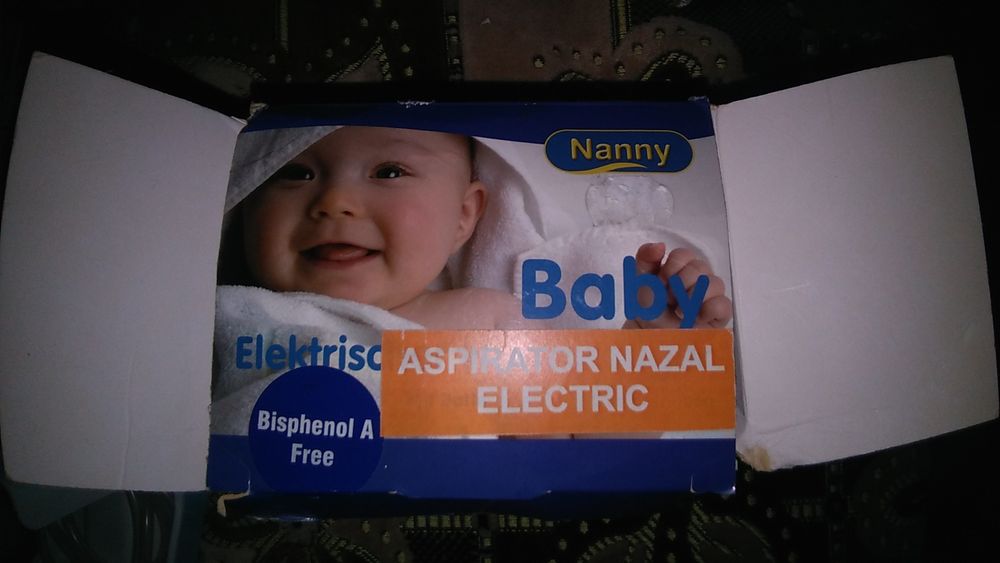 Nanny
Baby
Elektrisc
ASPIRATOR NAZAL
ELECTRIC
Bisphenol A
Free